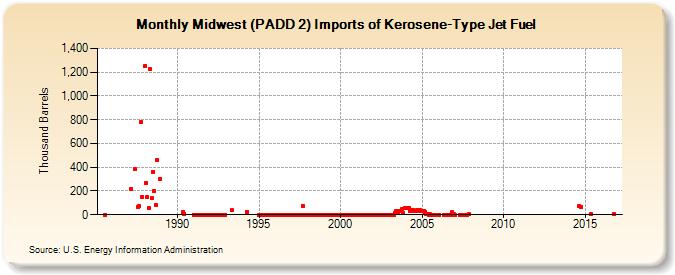 Monthly Midwest (PADD 2) Imports of Kerosene-Type Jet Fuel
Thousand Barrels
1,400
1,200
1,000
800
600
400
200
0
1990 1995 2000 2005 2010 2015
Source: U.S. Energy Information Administration